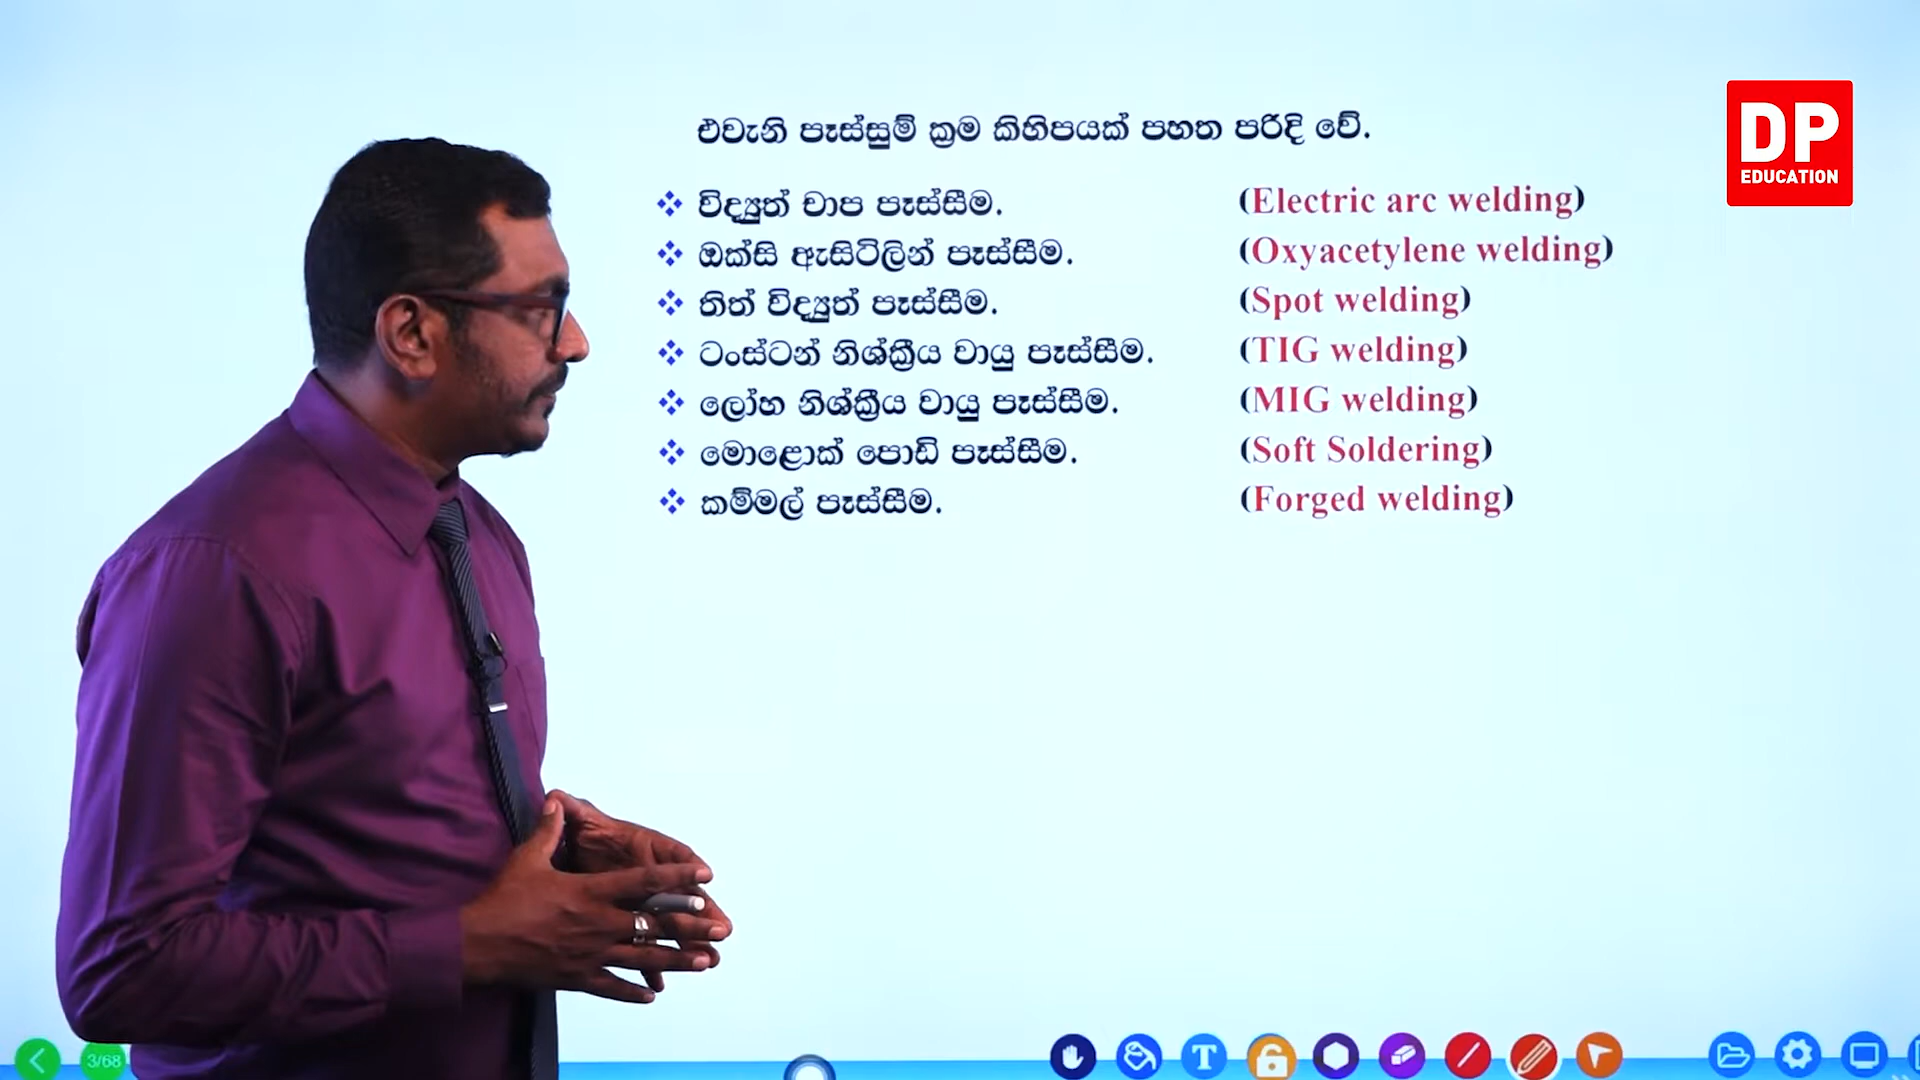 DP
EDUCATION
එවැනි පෑස්සුම් ක්‍රම කිහිපයක් පහත පරිදි වේ.
❖ විද්‍යුත් චාප පෑස්සීම. (Electric arc welding)
❖ ඔක්සි ඇසිටිලින් පෑස්සීම. (Oxyacetylene welding)
❖ තිත් විද්‍යුත් පෑස්සීම. (Spot welding)
❖ ටංස්ටන් නිශ්ක්‍රීය වායු පෑස්සීම. (TIG welding)
❖ ලෝහ නිශ්ක්‍රීය වායු පෑස්සීම. (MIG welding)
❖ මොළොක් පොඩි පෑස්සීම. (Soft Soldering)
❖ කම්මල් පෑස්සීම. (Forged welding)
3/68
T